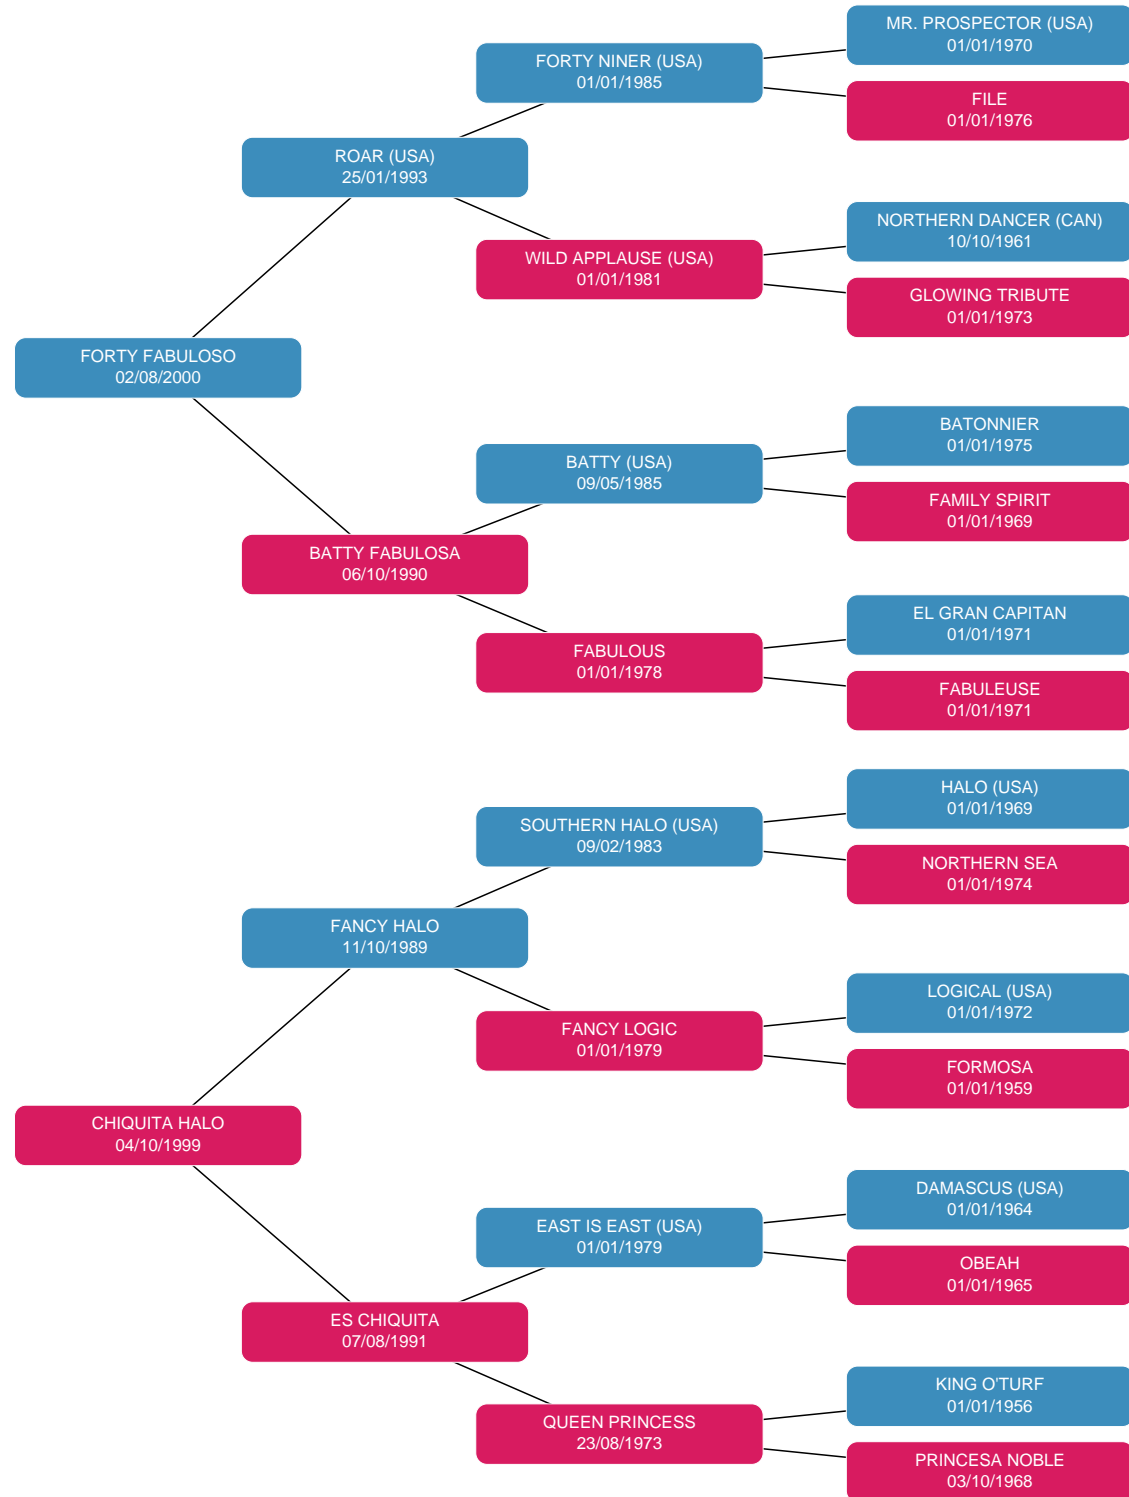 MR. PROSPECTOR (USA)
01/01/1970
FORTY NINER (USA)
01/01/1985
FILE
01/01/1976
ROAR (USA)
25/01/1993
NORTHERN DANCER (CAN)
10/10/1961
WILD APPLAUSE (USA)
01/01/1981
GLOWING TRIBUTE
01/01/1973
FORTY FABULOSO
02/08/2000
BATONNIER
01/01/1975
BATTY (USA)
09/05/1985
FAMILY SPIRIT
01/01/1969
BATTY FABULOSA
06/10/1990
EL GRAN CAPITAN
01/01/1971
FABULOUS
01/01/1978
FABULEUSE
01/01/1971
HALO (USA)
01/01/1969
SOUTHERN HALO (USA)
09/02/1983
NORTHERN SEA
01/01/1974
FANCY HALO
11/10/1989
LOGICAL (USA)
01/01/1972
FANCY LOGIC
01/01/1979
FORMOSA
01/01/1959
CHIQUITA HALO
04/10/1999
DAMASCUS (USA)
01/01/1964
EAST IS EAST (USA)
01/01/1979
OBEAH
01/01/1965
ES CHIQUITA
07/08/1991
KING O'TURF
01/01/1956
QUEEN PRINCESS
23/08/1973
PRINCESA NOBLE
03/10/1968